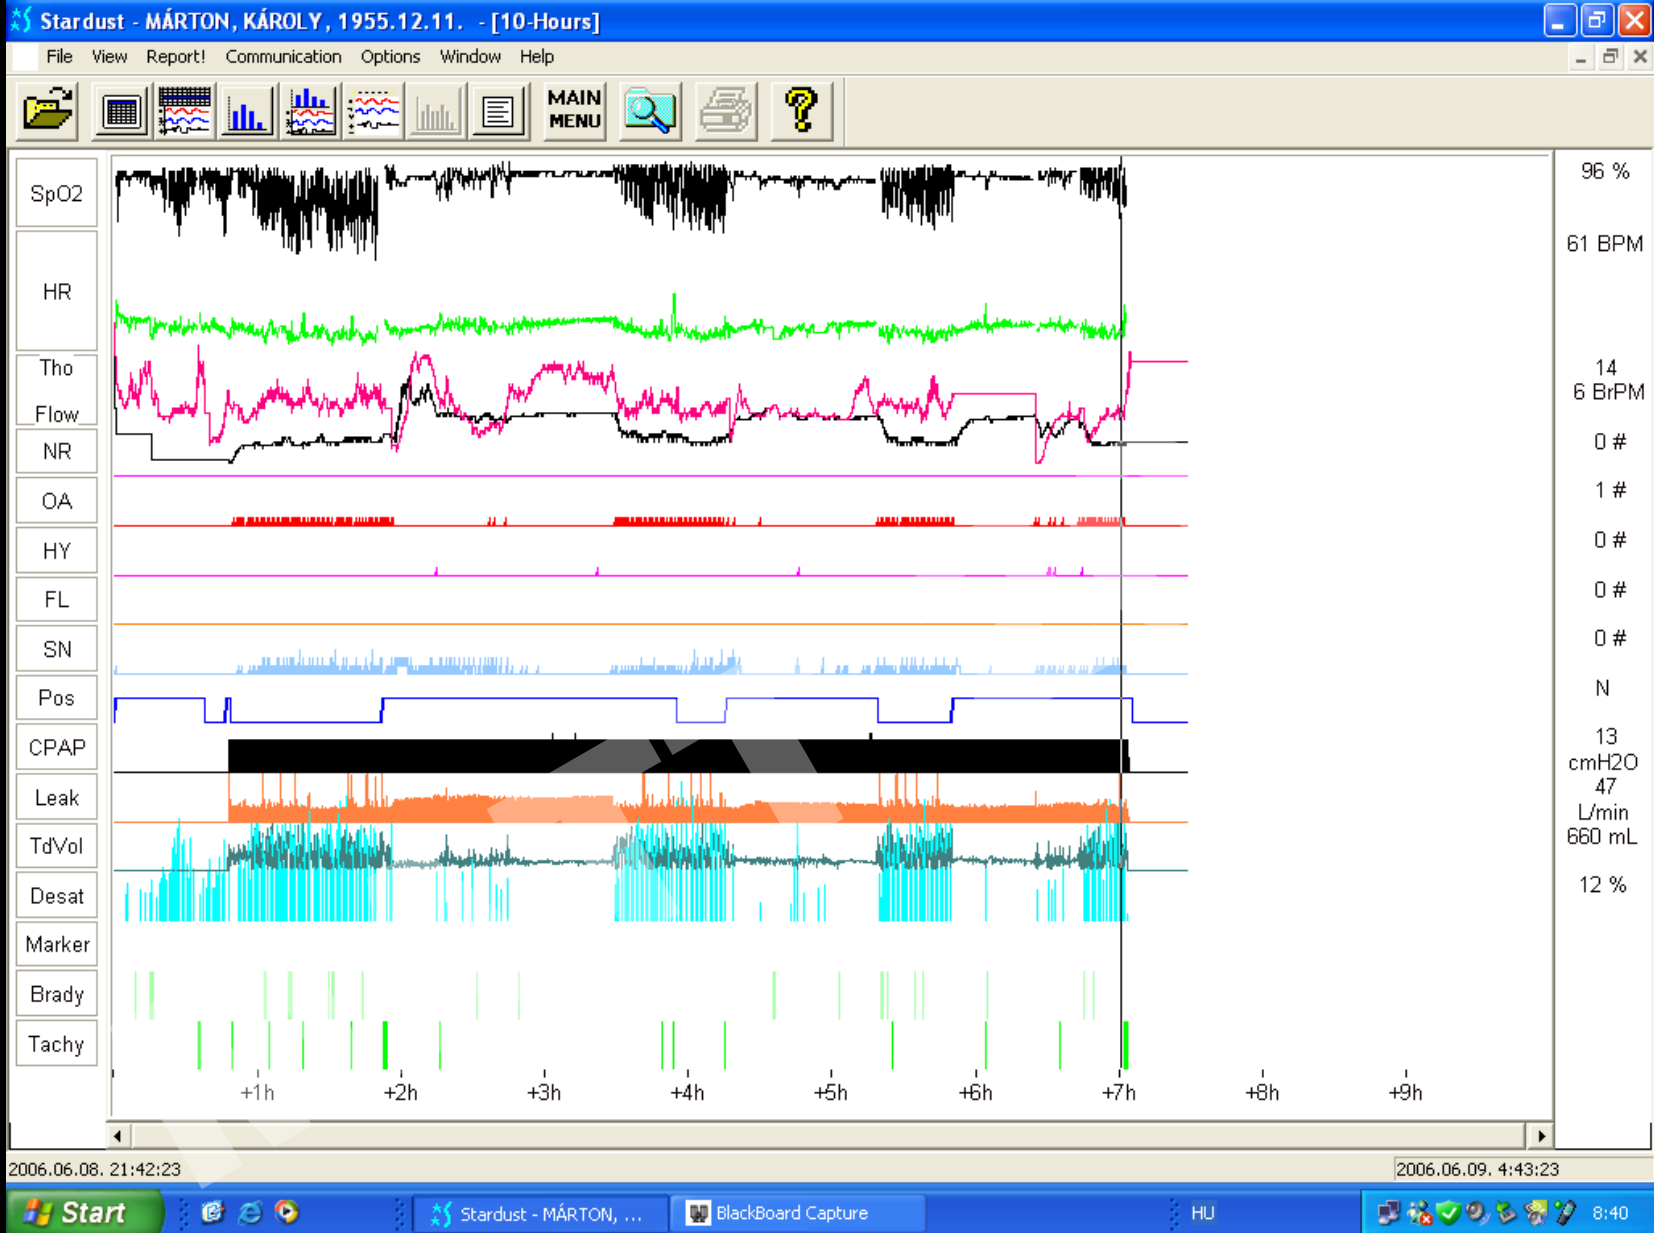 Stardust - MÁRTON, KÁROLY, 1955.12.11. - [10-Hours]
File View Report! Communication Options Window Help
MAIN MENU
SpO2
96 %
HR
61 BPM
Tho
14
Flow
6 BrPM
NR
0 #
OA
1 #
HY
0 #
FL
0 #
SN
0 #
Pos
N
CPAP
13
cmH2O
Leak
47
L/min
TdVol
660 mL
Desat
12 %
Marker
Brady
Tachy
+1h +2h +3h +4h +5h +6h +7h +8h +9h
2006.06.08. 21:42:23
2006.06.09. 4:43:23
Start
Stardust - MÁRTON, ...
BlackBoard Capture
HU
8:40